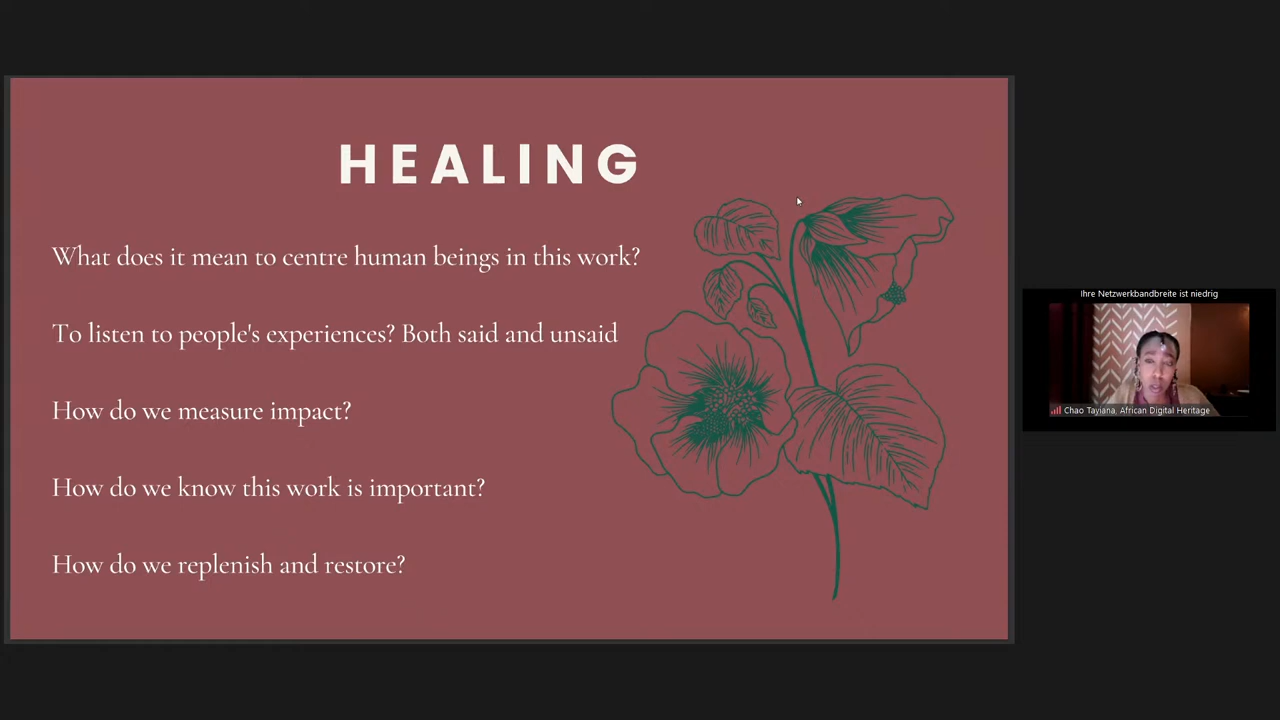 HEALING
What does it mean to centre human beings in this work?
To listen to people's experiences? Both said and unsaid
How do we measure impact?
How do we know this work is important?
How do we replenish and restore?
Ihre Netzwerkbandbreite ist niedrig
Chao Tayiana, African Digital Heritage